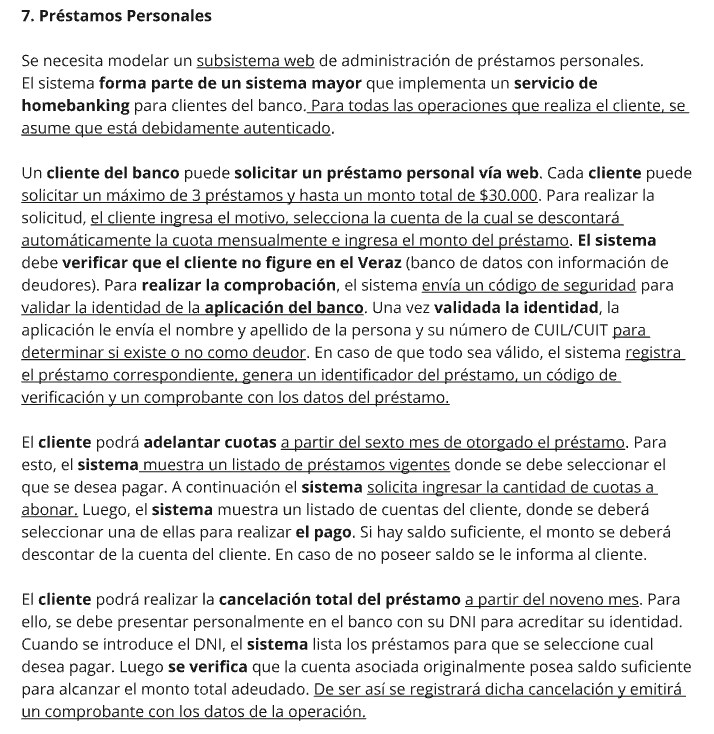 7. Préstamos Personales
Se necesita modelar un subsistema web de administración de préstamos personales.
El sistema forma parte de un sistema mayor que implementa un servicio de
homebanking para clientes del banco. Para todas las operaciones que realiza el cliente, se
asume que está debidamente autenticado.
Un cliente del banco puede solicitar un préstamo personal vía web. Cada cliente puede
solicitar un máximo de 3 préstamos y hasta un monto total de $30.000. Para realizar la
solicitud, el cliente ingresa el motivo, selecciona la cuenta de la cual se descontará
automáticamente la cuota mensualmente e ingresa el monto del préstamo. El sistema
debe verificar que el cliente no figure en el Veraz (banco de datos con información de
deudores). Para realizar la comprobación, el sistema envía un código de seguridad para
validar la identidad de la aplicación del banco. Una vez validada la identidad, la
aplicación le envía el nombre y apellido de la persona y su número de CUIL/CUIT para
determinar si existe o no como deudor. En caso de que todo sea válido, el sistema registra
el préstamo correspondiente, genera un identificador del préstamo, un código de
verificación y un comprobante con los datos del préstamo.
El cliente podrá adelantar cuotas a partir del sexto mes de otorgado el préstamo. Para
esto, el sistema muestra un listado de préstamos vigentes donde se debe seleccionar el
que se desea pagar. A continuación el sistema solicita ingresar la cantidad de cuotas a
abonar. Luego, el sistema muestra un listado de cuentas del cliente, donde se deberá
seleccionar una de ellas para realizar el pago. Si hay saldo suficiente, el monto se deberá
descontar de la cuenta del cliente. En caso de no poseer saldo se le informa al cliente.
El cliente podrá realizar la cancelación total del préstamo a partir del noveno mes. Para
ello, se debe presentar personalmente en el banco con su DNI para acreditar su identidad.
Cuando se introduce el DNI, el sistema lista los préstamos para que se seleccione cual
desea pagar. Luego se verifica que la cuenta asociada originalmente posea saldo suficiente
para alcanzar el monto total adeudado. De ser así se registrará dicha cancelación y emitirá
un comprobante con los datos de la operación.